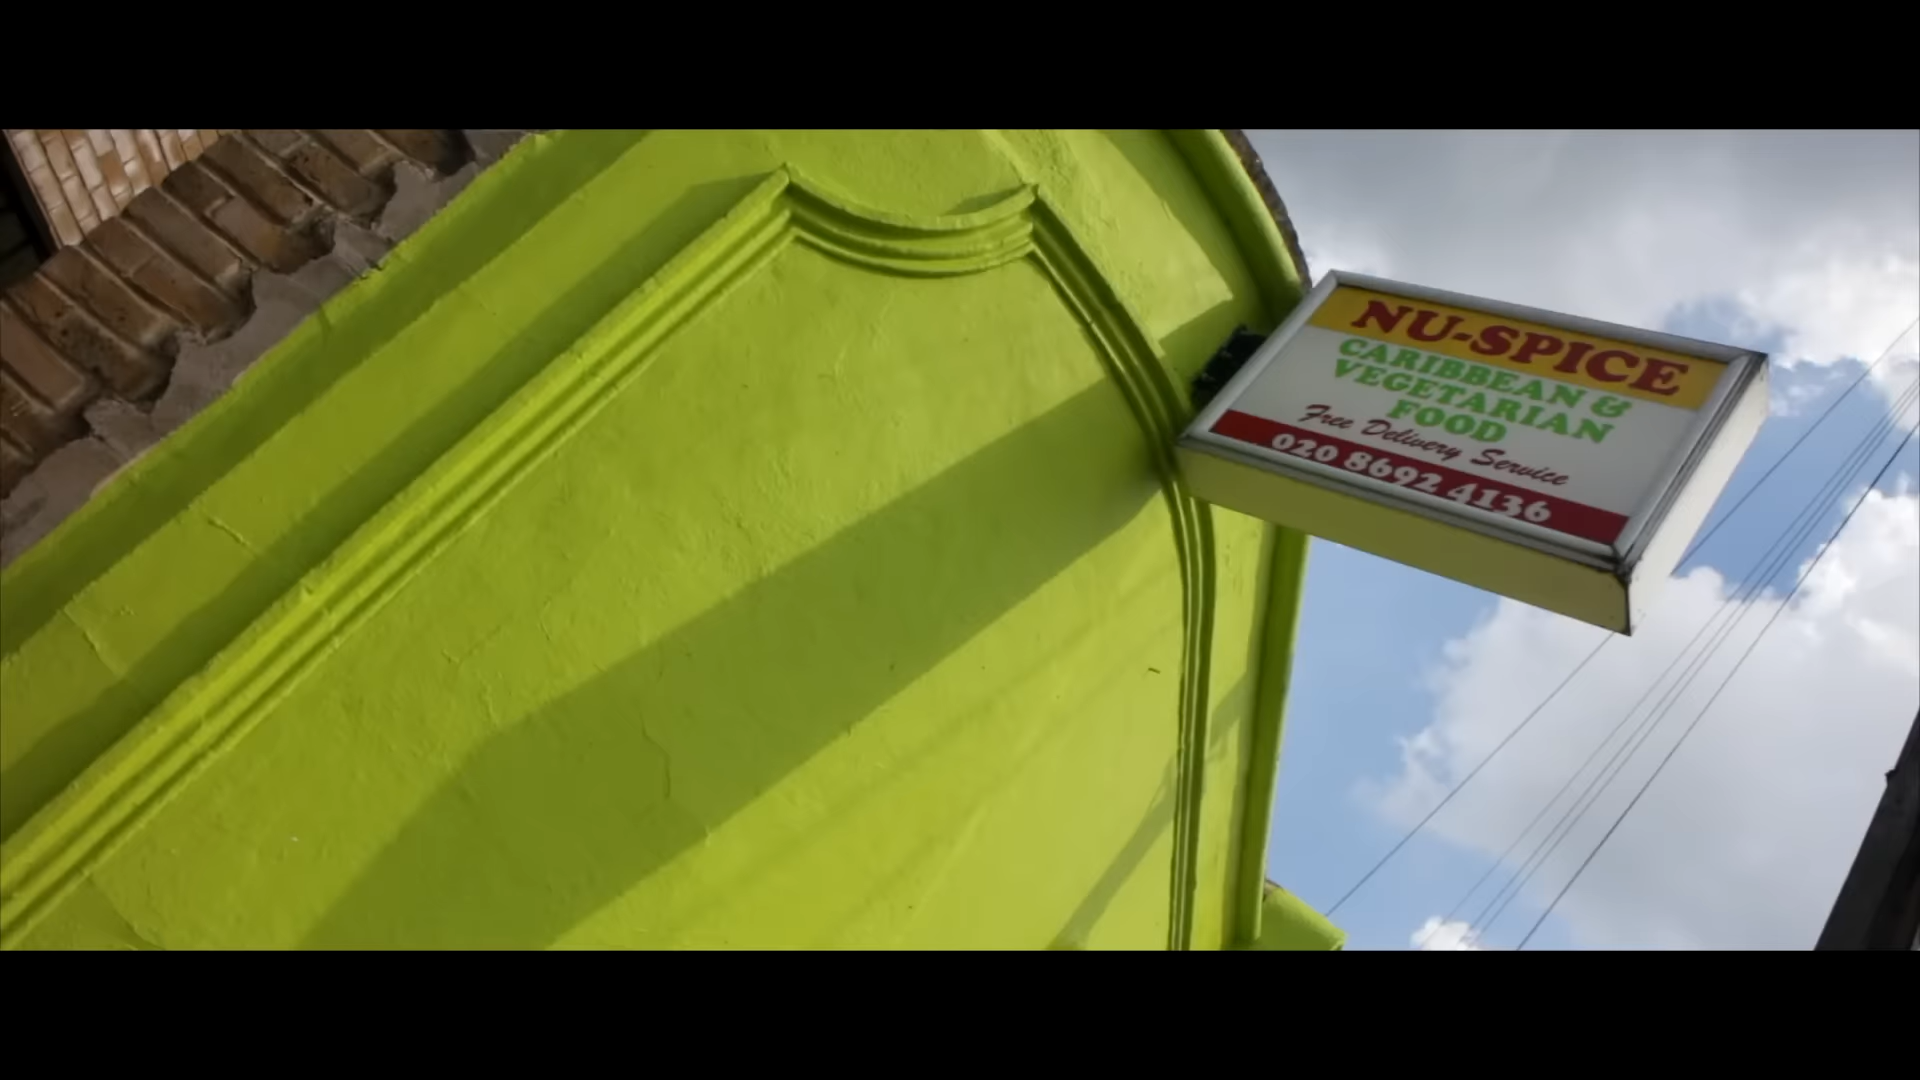 NU-SPICE
CARIBBEAN &
VEGETARIAN
FOOD
Free Delivery Service
020 8692 4136